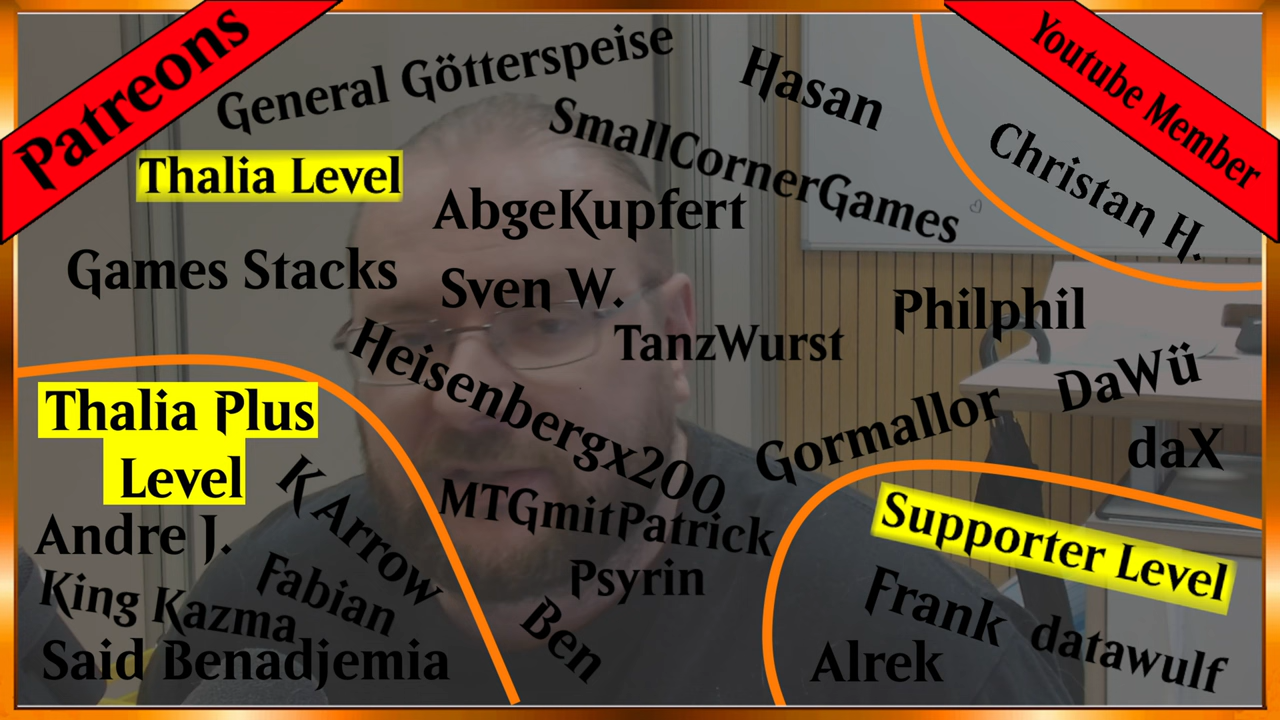 Patreons
Youtube Member
General Götterspeise
Hasan
SmallCornerGames
Christan H.
Thalia Level
AbgeKupfert
Games Stacks
Sven W.
Philphil
TanzWurst
Heisenbergx200
DaWü
Gormallor
daX
MTGmitPatrick
Psyrin
Ben
Thalia Plus
Level
K Arrow
Andre J.
Fabian
King Kazma
Said Benadjemia
Supporter Level
Frank
datawulf
Alrek